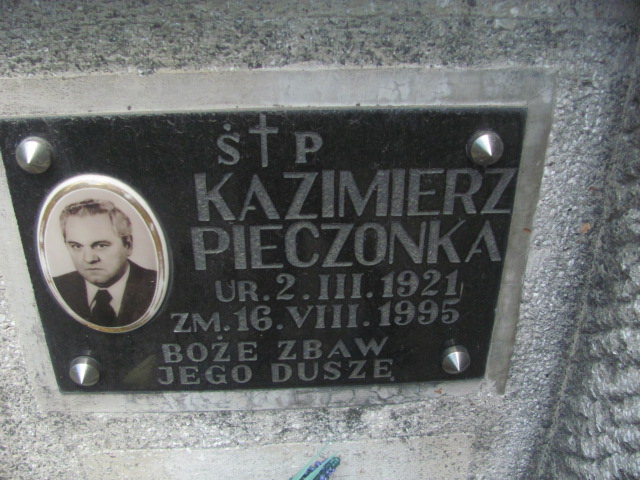 Ś P
KAZIMIERZ
PIECZONKA
UR. 2. III. 1921
ZM. 16. VIII. 1995
BOŻE ZBAW
JEGO DUSZĘ